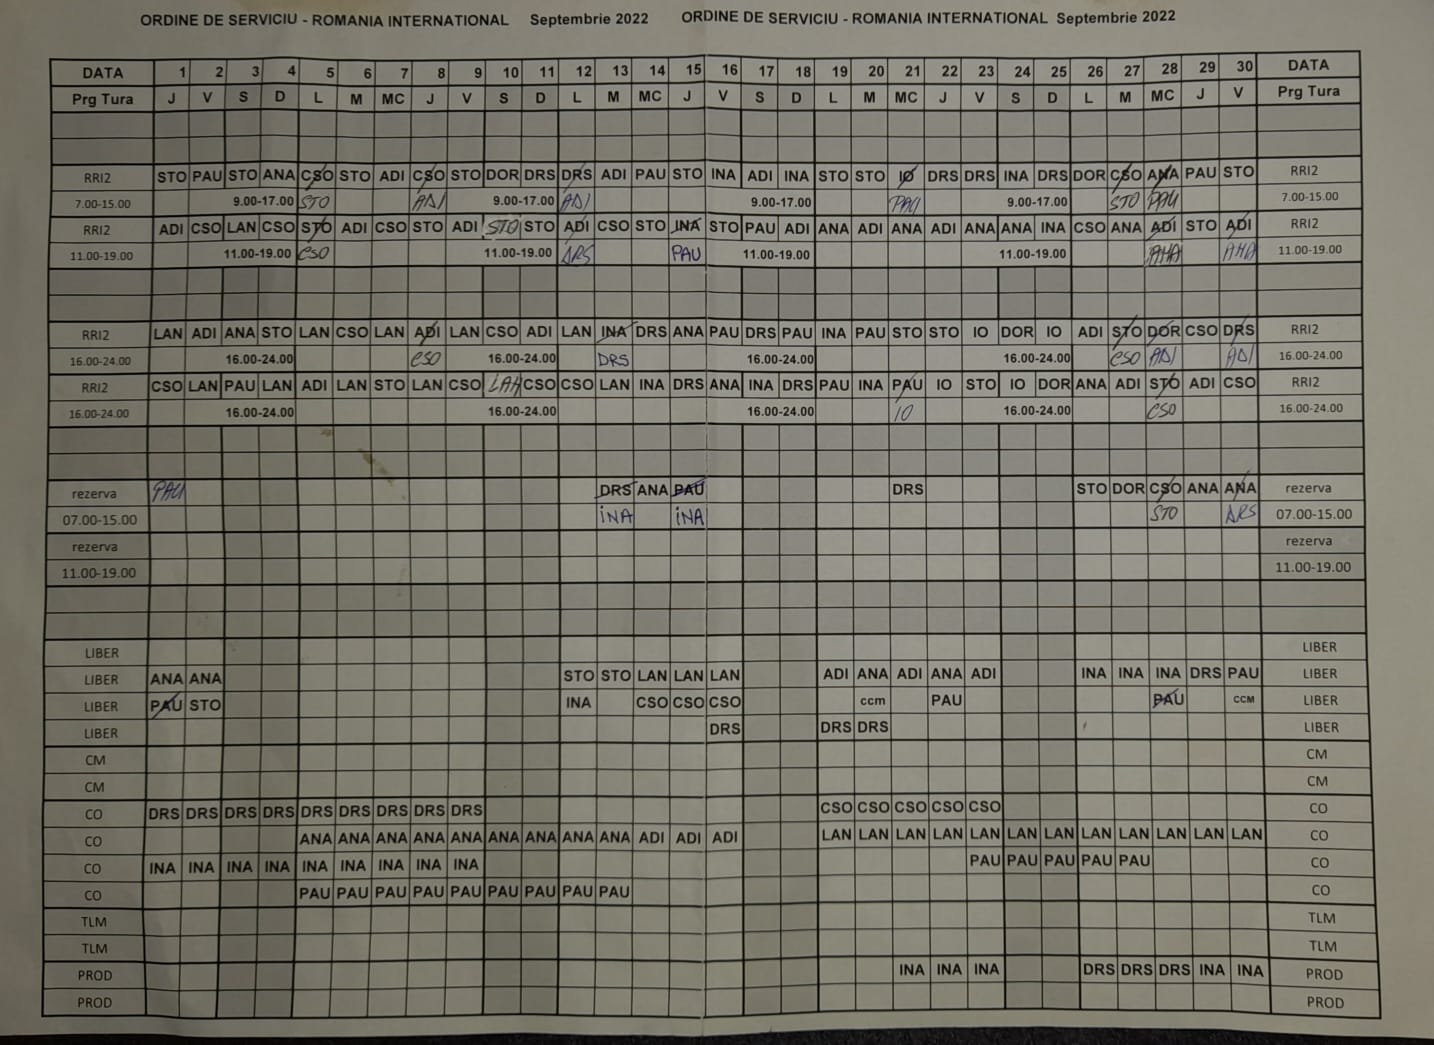 ORDINE DE SERVICIU - ROMANIA INTERNATIONAL Septembrie 2022 ORDINE DE SERVICIU - ROMANIA INTERNATIONAL Septembrie 2022
DATA 1 2 3 4 5 6 7 8 9 10 11 12 13 14 15 16 17 18 19 20 21 22 23 24 25 26 27 28 29 30 DATA
Prg Tura J V S D L M MC J V S D L M MC J V S D L M MC J V S D L M MC J V Prg Tura
RRI2 STO PAU STO ANA CSO STO ADI CSO STO DOR DRS DRS ADI PAU STO INA ADI INA STO STO IO DRS DRS INA DRS DOR CSO ANA PAU STO RRI2
7.00-15.00 9.00-17.00 STO ADI 9.00-17.00 ADI 9.00-17.00 PAU 9.00-17.00 STO PAU 7.00-15.00
RRI2 ADI CSO LAN CSO STO ADI CSO STO ADI STO STO ADI CSO STO INA STO PAU ADI ANA ADI ANA ADI ANA ANA INA CSO ANA ADI STO ADI RRI2
11.00-19.00 11.00-19.00 CSO 11.00-19.00 DRS PAU 11.00-19.00 11.00-19.00 ANA ANA 11.00-19.00
RRI2 LAN ADI ANA STO LAN CSO LAN ADI LAN CSO ADI LAN INA DRS ANA PAU DRS PAU INA PAU STO STO IO DOR IO ADI STO DOR CSO DRS RRI2
16.00-24.00 16.00-24.00 CSO 16.00-24.00 DRS 16.00-24.00 16.00-24.00 CSO ADI ADI 16.00-24.00
RRI2 CSO LAN PAU LAN ADI LAN STO LAN CSO LAN CSO CSO LAN INA DRS ANA INA DRS PAU INA PAU IO STO IO DOR ANA ADI STO ADI CSO RRI2
16.00-24.00 16.00-24.00 16.00-24.00 16.00-24.00 IO 16.00-24.00 CSO 16.00-24.00
rezerva PAU DRS ANA PAU DRS STO DOR CSO ANA ANA rezerva
07.00-15.00 INA INA STO DRS 07.00-15.00
rezerva rezerva
11.00-19.00 11.00-19.00
LIBER LIBER
LIBER ANA ANA STO STO LAN LAN LAN ADI ANA ADI ANA ADI INA INA INA DRS PAU LIBER
LIBER PAU STO INA CSO CSO CSO ccm PAU PAU CCM LIBER
LIBER DRS DRS DRS LIBER
CM CM
CM CM
CO DRS DRS DRS DRS DRS DRS DRS DRS DRS CSO CSO CSO CSO CSO CO
CO ANA ANA ANA ANA ANA ANA ANA ANA ANA ADI ADI ADI LAN LAN LAN LAN LAN LAN LAN LAN LAN LAN LAN LAN CO
CO INA INA INA INA INA INA INA INA INA PAU PAU PAU PAU PAU CO
CO PAU PAU PAU PAU PAU PAU PAU PAU PAU CO
TLM TLM
TLM TLM
PROD INA INA INA DRS DRS DRS INA INA PROD
PROD PROD